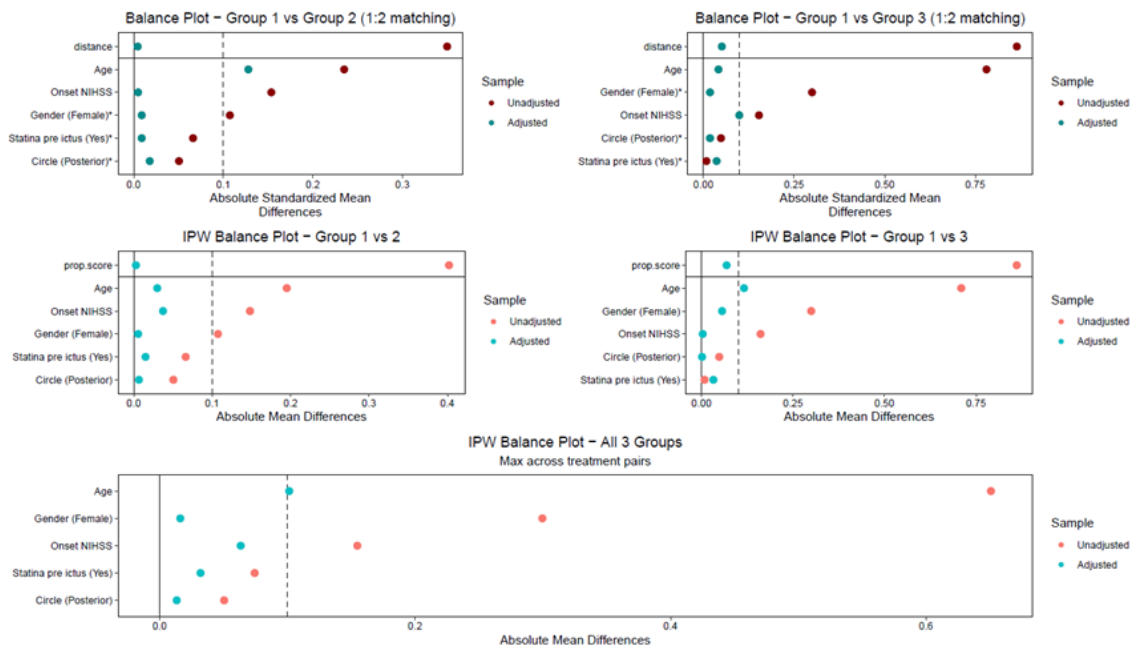 Balance Plot − Group 1 vs Group 2 (1:2 matching)
distance
Age
Onset NIHSS
Gender (Female)*
Statina pre ictus (Yes)*
Circle (Posterior)*
0.0
0.1
0.2
0.3
Absolute Standardized Mean
Differences
Sample
Unadjusted
Adjusted
Balance Plot − Group 1 vs Group 3 (1:2 matching)
distance
Age
Gender (Female)*
Onset NIHSS
Circle (Posterior)*
Statina pre ictus (Yes)*
0.00
0.25
0.50
0.75
Absolute Standardized Mean
Differences
Sample
Unadjusted
Adjusted
IPW Balance Plot − Group 1 vs 2
prop.score
Age
Onset NIHSS
Gender (Female)
Statina pre ictus (Yes)
Circle (Posterior)
0.0
0.1
0.2
0.3
0.4
Absolute Mean Differences
Sample
Unadjusted
Adjusted
IPW Balance Plot − Group 1 vs 3
prop.score
Age
Gender (Female)
Onset NIHSS
Circle (Posterior)
Statina pre ictus (Yes)
0.00
0.25
0.50
0.75
Absolute Mean Differences
Sample
Unadjusted
Adjusted
IPW Balance Plot − All 3 Groups
Max across treatment pairs
Age
Gender (Female)
Onset NIHSS
Statina pre ictus (Yes)
Circle (Posterior)
0.0
0.2
0.4
0.6
Absolute Mean Differences
Sample
Unadjusted
Adjusted